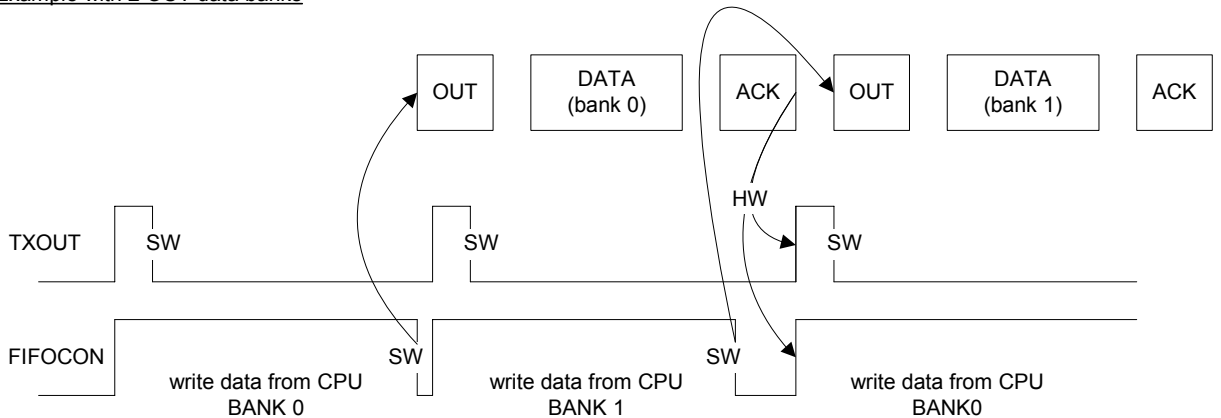 Example with 2 OUT data banks
OUT
DATA
(bank 0)
ACK
OUT
DATA
(bank 1)
ACK
HW
TXOUT
SW
SW
SW
FIFOCON
SW
SW
write data from CPU
BANK 0
write data from CPU
BANK 1
write data from CPU
BANK0